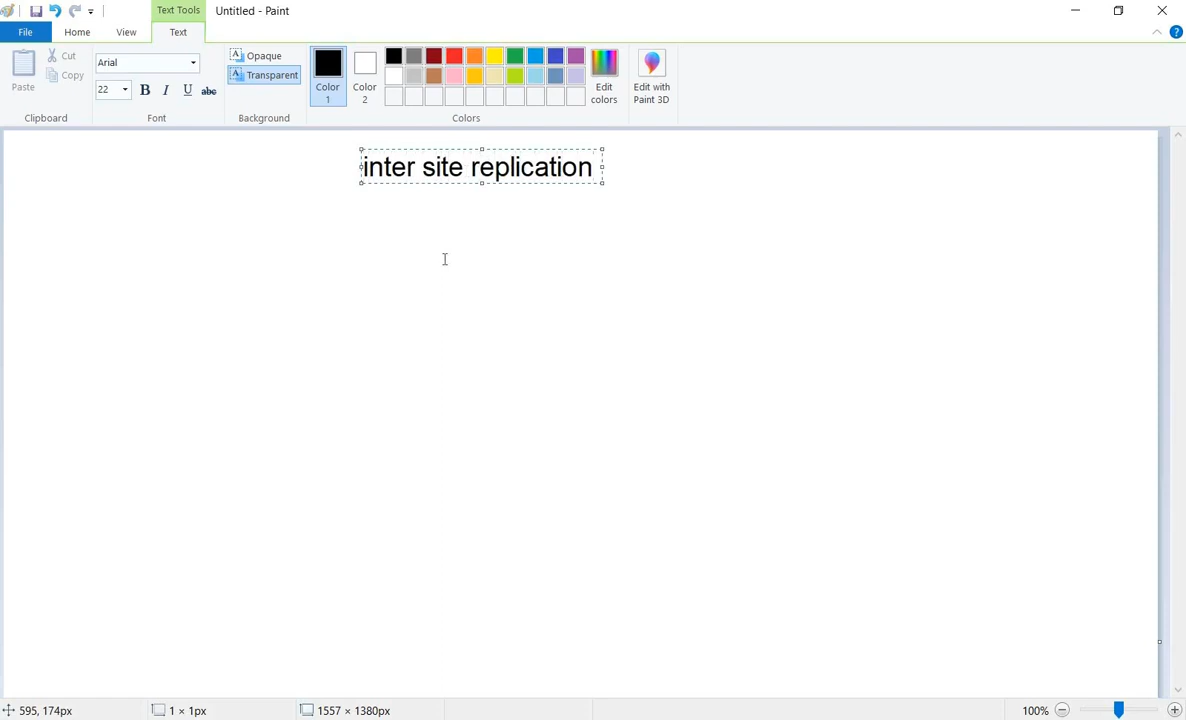 Text Tools
Untitled - Paint
File Home View Text
Paste
Cut
Copy
Clipboard
Arial
22
B I U abc
Font
A Opaque
A Transparent
Background
Color 1
Color 2
Edit colors
Colors
Edit with Paint 3D
?
inter site replication
595, 174px
1 × 1px
1557 × 1380px
100%